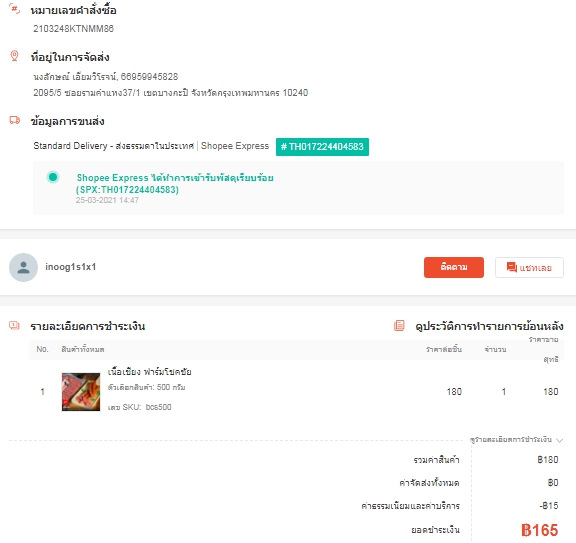 หมายเลขคำสั่งซื้อ
2103248KTNMM86
ที่อยู่ในการจัดส่ง
นงลักษณ์ เอี่ยมวิโรจน์, 66959945828
2095/5 ซอยรามคำแหง37/1 เขตบางกะปิ จังหวัดกรุงเทพมหานคร 10240
ข้อมูลการขนส่ง
Standard Delivery - ส่งธรรมดาในประเทศ | Shopee Express # TH017224404583
Shopee Express ได้ทำการเข้ารับพัสดุเรียบร้อย
(SPX:TH017224404583)
25-03-2021 14:47
inoog1s1x1
ติดตาม
แชทเลย
รายละเอียดการชำระเงิน
ดูประวัติการทำรายการย้อนหลัง
No. สินค้าทั้งหมด ราคาต่อชิ้น จำนวน ราคาขายสุทธิ
1 เนื้อเชียง ฟาร์มโชคชัย 180 1 180
ตัวเลือกสินค้า: 500 กรัม
เลข SKU: bcs500
ดูรายละเอียดการชำระเงิน
รวมค่าสินค้า ฿180
ค่าจัดส่งทั้งหมด ฿0
ค่าธรรมเนียมและค่าบริการ -฿15
ยอดชำระเงิน ฿165